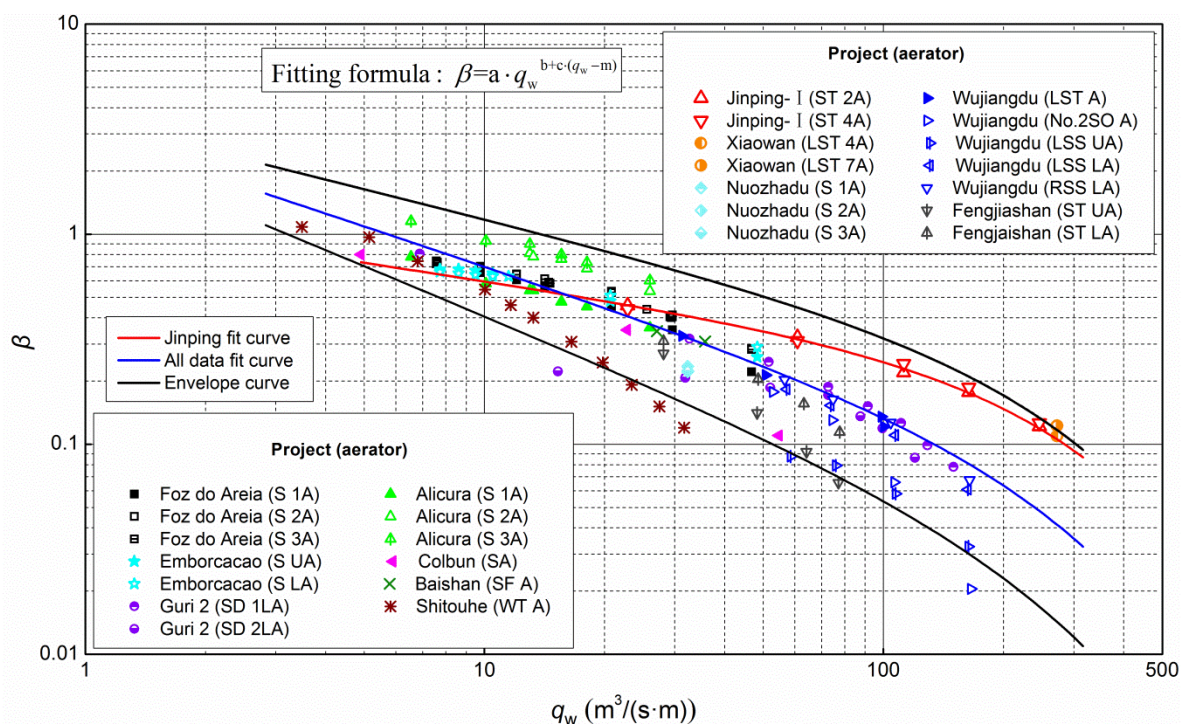 10
1
0.1
0.01
β
Fitting formula : β=a·q_w^b+c·(q_w−m)
Project (aerator)
Jinping-Ⅰ (ST 2A)
Jinping-Ⅰ (ST 4A)
Xiaowan (LST 4A)
Xiaowan (LST 7A)
Nuozhadu (S 1A)
Nuozhadu (S 2A)
Nuozhadu (S 3A)
Wujiangdu (LST A)
Wujiangdu (No.2SO A)
Wujiangdu (LSS UA)
Wujiangdu (LSS LA)
Wujiangdu (RSS LA)
Fengjiashan (ST UA)
Fengjaishan (ST LA)
Jinping fit curve
All data fit curve
Envelope curve
Project (aerator)
Foz do Areia (S 1A)
Foz do Areia (S 2A)
Foz do Areia (S 3A)
Emborcacao (S UA)
Emborcacao (S LA)
Guri 2 (SD 1LA)
Guri 2 (SD 2LA)
Alicura (S 1A)
Alicura (S 2A)
Alicura (S 3A)
Colbun (SA)
Baishan (SF A)
Shitouhe (WT A)
1 10 100 500
q_w (m³/(s·m))